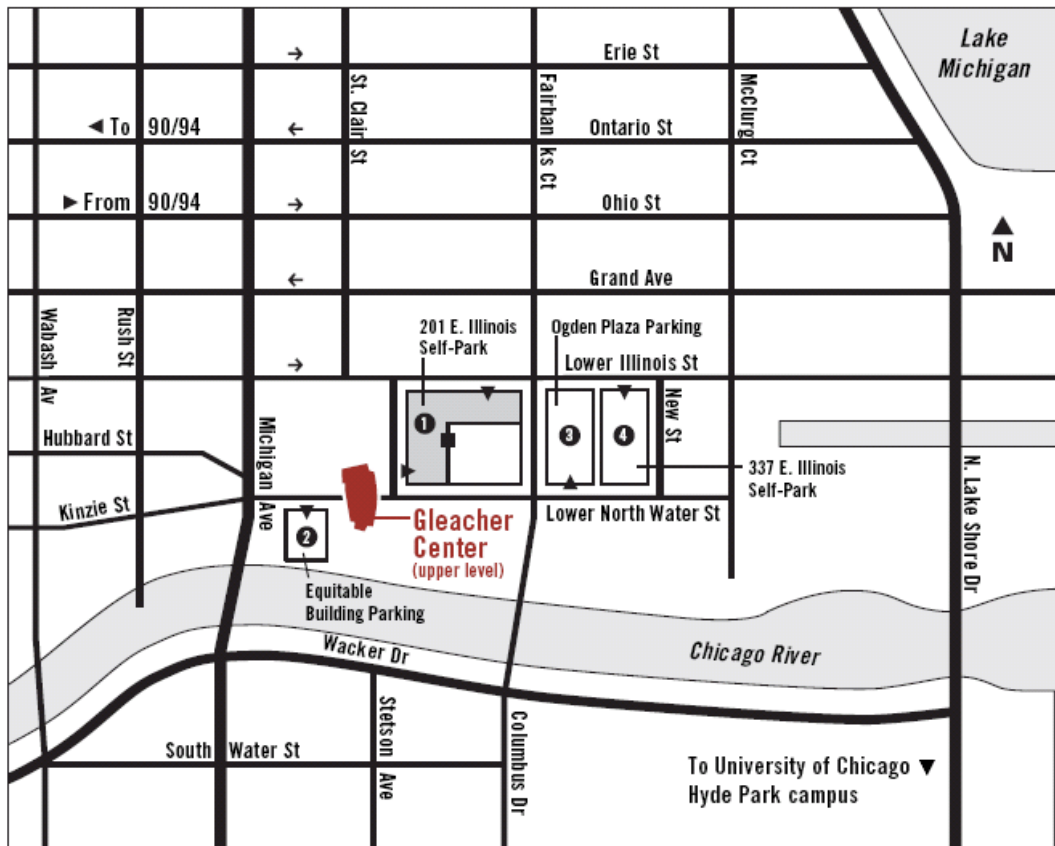 Erie St
Lake
Michigan
St. Clair St
Fairban ks Ct
McClurg Ct
To 90/94
Ontario St
From 90/94
Ohio St
N
Grand Ave
Wabash Av
Rush St
201 E. Illinois
Self-Park
Ogden Plaza Parking
Lower Illinois St
New St
Michigan Ave
Hubbard St
1
3
4
337 E. Illinois
Self-Park
N. Lake Shore Dr
Kinzie St
Lower North Water St
Gleacher
Center
(upper level)
2
Equitable
Building Parking
Wacker Dr
Chicago River
Stetson Ave
Columbus Dr
South Water St
To University of Chicago
Hyde Park campus